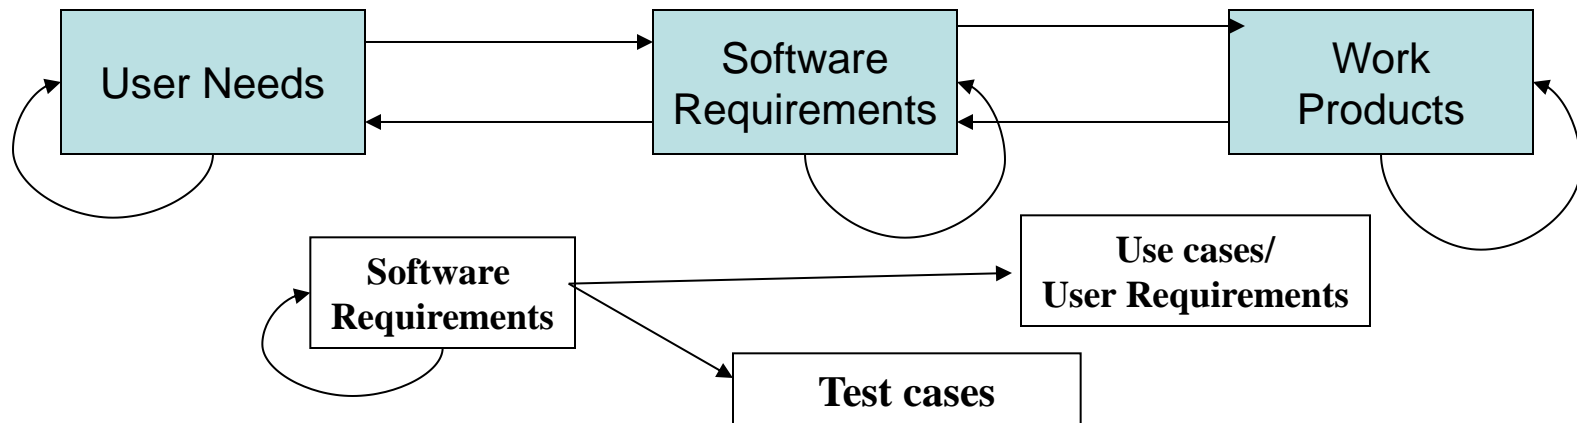 User Needs
Software
Requirements
Work
Products
Software
Requirements
Use cases/
User Requirements
Test cases